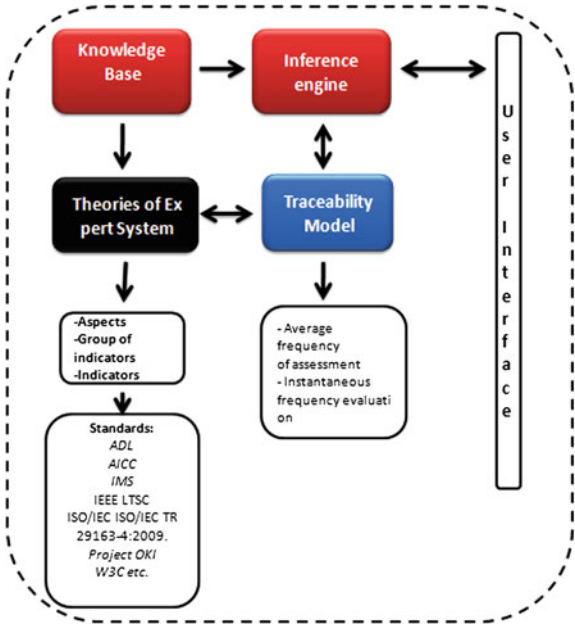 Knowledge
Base
Inference
engine
User Interface
Theories of Ex
pert System
Traceability
Model
-Aspects
-Group of
indicators
-Indicators
- Average
frequency
of assessment
- Instantaneous
frequency evaluati
on
Standards:
ADL
AICC
IMS
IEEE LTSC
ISO/IEC ISO/IEC TR
29163-4:2009.
Project OKI
W3C etc.